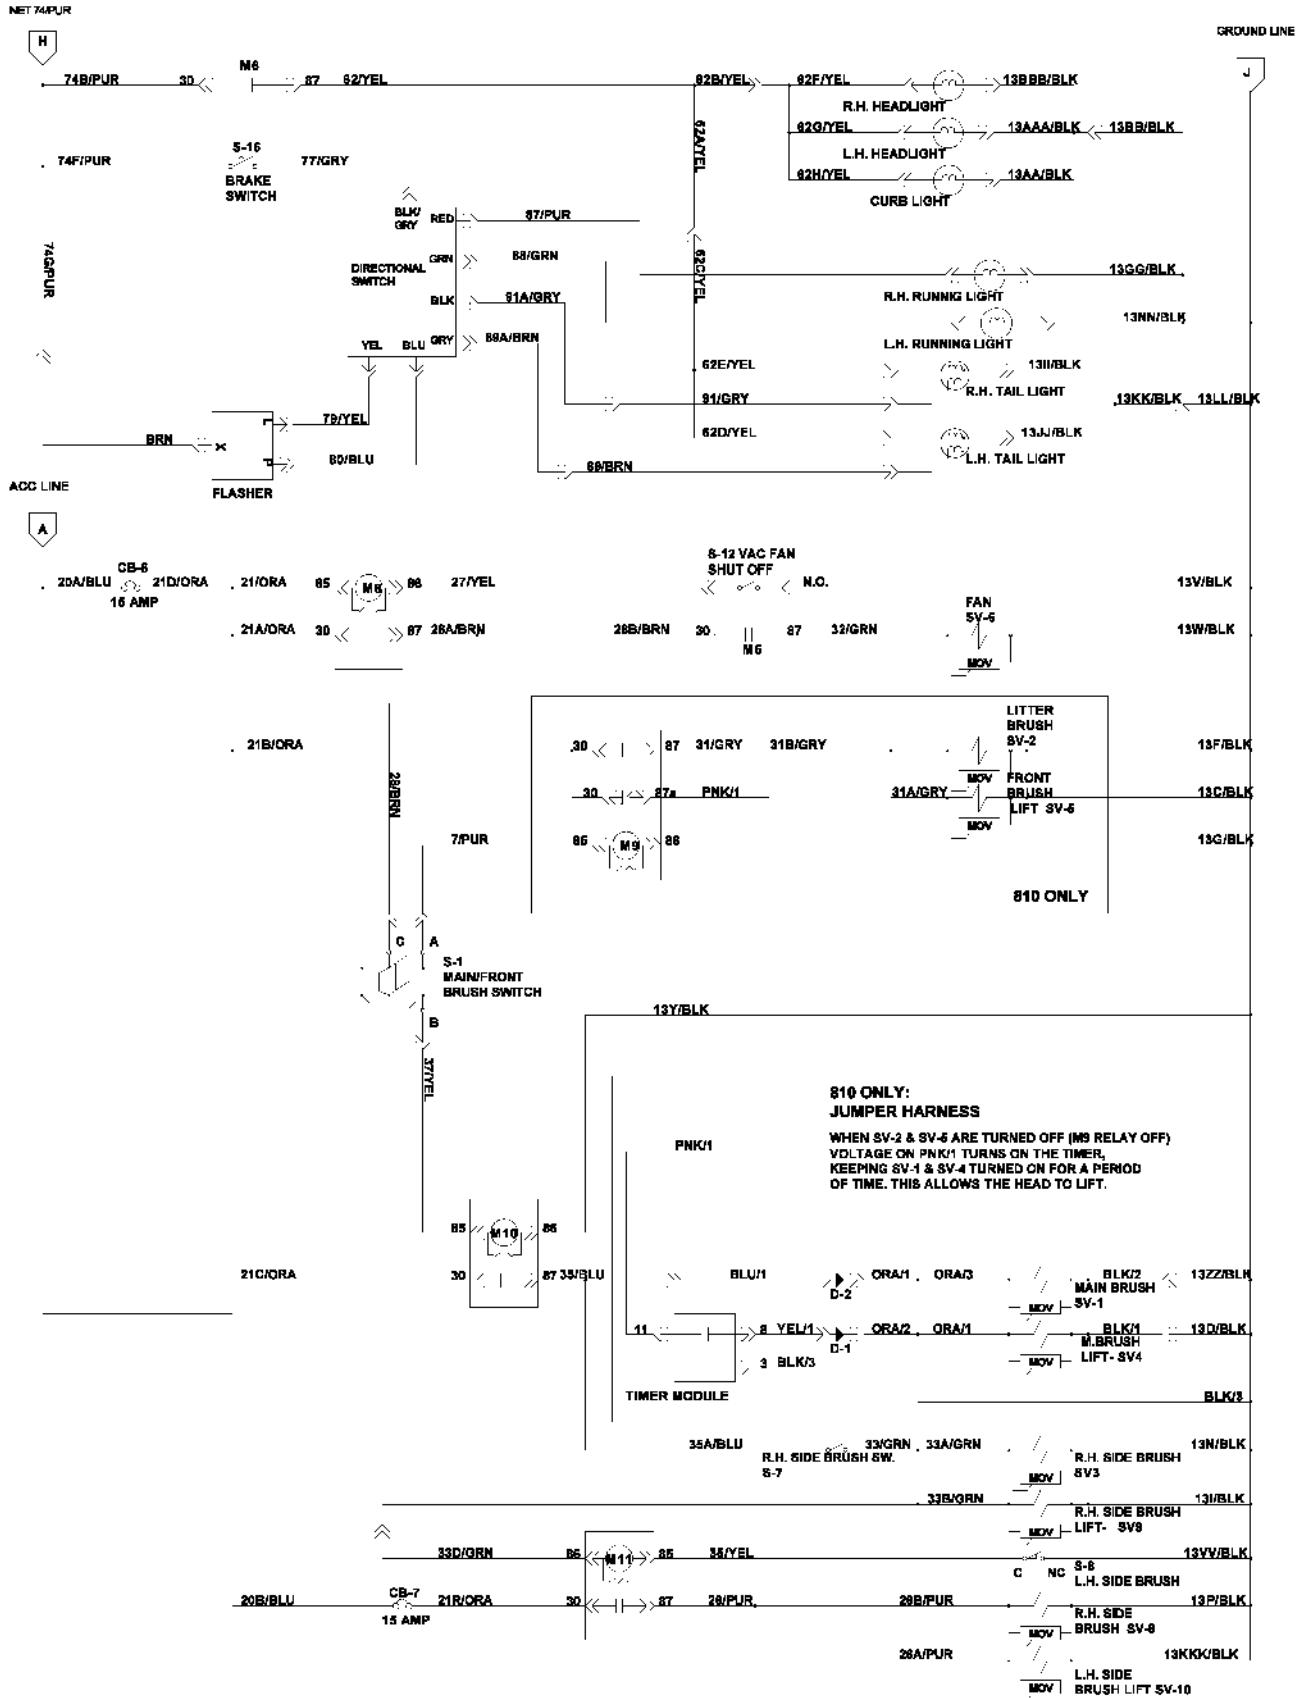 NET 74/PUR
GROUND LINE
H
J
M6
74B/PUR 30 87 62/YEL 62B/YEL 62F/YEL 13BBB/BLK
R.H. HEADLIGHT
62A/YEL
62G/YEL 13AAA/BLK 13BB/BLK
L.H. HEADLIGHT
S-16
74F/PUR 77/GRY
BRAKE
SWITCH
62H/YEL 13AA/BLK
CURB LIGHT
BLK/
GRY
RED 87/PUR
74G/PUR
DIRECTIONAL
SWITCH
GRN 88/GRN
62C/YEL
13GG/BLK
R.H. RUNNIG LIGHT
BLK 91A/GRY
13NN/BLK
L.H. RUNNING LIGHT
YEL BLU GRY 89A/BRN
62E/YEL 13II/BLK
R.H. TAIL LIGHT
91/GRY 13KK/BLK 13LL/BLK
L 79/YEL
62D/YEL 13JJ/BLK
L.H. TAIL LIGHT
BRN X
P 80/BLU 89/BRN
FLASHER
ACC LINE
A
CB-6
20A/BLU 21D/ORA 21/ORA 85 M8 86 27/YEL
15 AMP
S-12 VAC FAN
SHUT OFF
N.O. 13V/BLK
FAN
SV-6
21A/ORA 30 87 28A/BRN 28B/BRN 30 87 32/GRN 13W/BLK
M5
MOV
LITTER
BRUSH
SV-2
21B/ORA 30 87 31/GRY 31B/GRY 13F/BLK
MOV
FRONT
BRUSH
LIFT SV-5
28/BRN
30 87a PNK/1 31A/GRY 13C/BLK
MOV
7/PUR 85 M9 86 13G/BLK
810 ONLY
C A
S-1
MAIN/FRONT
BRUSH SWITCH
B
13Y/BLK
37/YEL
810 ONLY:
JUMPER HARNESS
WHEN SV-2 & SV-5 ARE TURNED OFF (M9 RELAY OFF)
VOLTAGE ON PNK/1 TURNS ON THE TIMER,
KEEPING SV-1 & SV-4 TURNED ON FOR A PERIOD
OF TIME. THIS ALLOWS THE HEAD TO LIFT.
PNK/1
85 M10 86
21C/ORA 30 87 35/BLU BLU/1 ORA/1 ORA/3 BLK/2 13ZZ/BLK
D-2
MAIN BRUSH
SV-1
MOV
11 8 YEL/1 ORA/2 ORA/1 BLK/1 13D/BLK
D-1
M.BRUSH
LIFT- SV4
MOV
3 BLK/3
TIMER MODULE
BLK/3
35A/BLU 33/GRN 33A/GRN 13N/BLK
R.H. SIDE BRUSH SW.
S-7
R.H. SIDE BRUSH
SV3
MOV
33B/GRN 13I/BLK
R.H. SIDE BRUSH
LIFT- SV9
MOV
33D/GRN 86 M11 85 36/YEL 13VV/BLK
C NC
S-8
L.H. SIDE BRUSH
CB-7
20B/BLU 21R/ORA 30 87 26/PUR 26B/PUR 13P/BLK
15 AMP
R.H. SIDE
BRUSH SV-8
MOV
26A/PUR 13KKK/BLK
L.H. SIDE
BRUSH LIFT SV-10
MOV